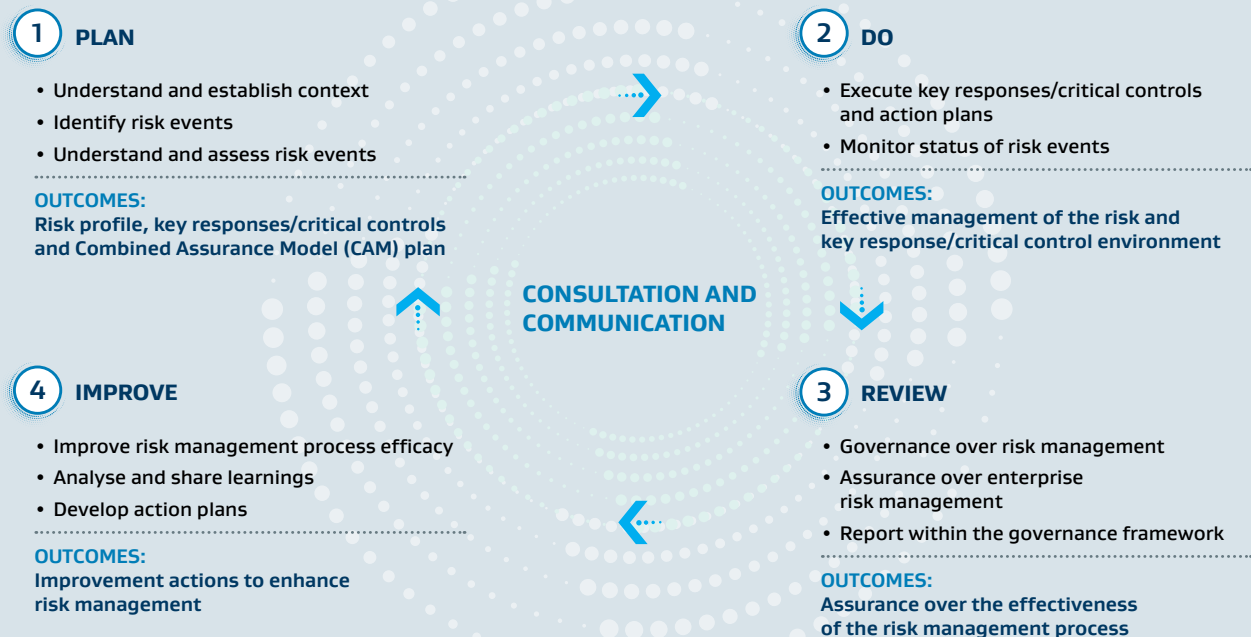 1 PLAN
• Understand and establish context
• Identify risk events
• Understand and assess risk events
OUTCOMES:
Risk profile, key responses/critical controls
and Combined Assurance Model (CAM) plan
2 DO
• Execute key responses/critical controls
and action plans
• Monitor status of risk events
OUTCOMES:
Effective management of the risk and
key response/critical control environment
CONSULTATION AND
COMMUNICATION
4 IMPROVE
• Improve risk management process efficacy
• Analyse and share learnings
• Develop action plans
OUTCOMES:
Improvement actions to enhance
risk management
3 REVIEW
• Governance over risk management
• Assurance over enterprise
risk management
• Report within the governance framework
OUTCOMES:
Assurance over the effectiveness
of the risk management process